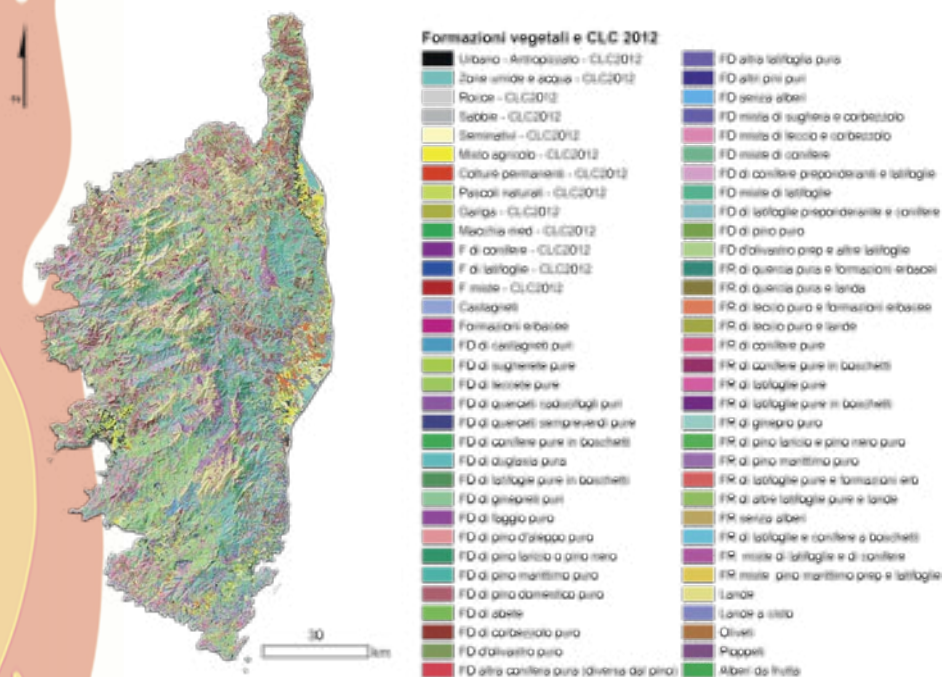 Formazioni vegetali e CLC 2012
Urbano - Antropizzato - CLC2012
Zone umide e acqua - CLC2012
Rocce - CLC2012
Sabbie - CLC2012
Seminativi - CLC2012
Misto agricolo - CLC2012
Colture permanenti - CLC2012
Pascoli naturali - CLC2012
Gariga - CLC2012
Macchia med - CLC2012
F di conifere - CLC2012
F di latifoglie - CLC2012
F miste - CLC2012
Castagneti
Formazioni erbacee
FD di castagneti puri
FD di sugherete pure
FD di leccete pure
FD di querceti caducifogli puri
FD di querceti sempreverdi pure
FD di conifere pure in boschetti
FD di duglasia pura
FD di latifoglie pure in boschetti
FD di ginepreti puri
FD di faggio puro
FD di pino d'aleppo puro
FD di pino laricio o pino nero
FD di pino marittimo puro
FD di pino domestico puro
FD di abete
FD di corbezzolo puro
FD d'olivastro puro
FD altra conifera pura (diversa dal pino)
FD altra latifoglia pura
FD altri pini puri
FD senza alberi
FD mista di sughera e corbezzolo
FD mista di leccio e corbezzolo
FD miste di conifere
FD di conifere preponderanti e latifoglie
FD miste di latifoglie
FD di latifoglie preponderante e conifere
FD di pino puro
FD d'olivastro prep e altre latifoglie
FR di quercia pura e formazioni erbacei
FR di quercia pura e landa
FR di leccio puro e formazioni erbacee
FR di leccio puro e lande
FR di conifere pure
FR di conifere pure in boschetti
FR di latifoglie pure
FR di latifoglie pure in boschetti
FR di ginepro puro
FR di pino laricio e pino nero puro
FR di pino marittimo puro
FR di latifoglie pure e formazioni erb
FR di altre latifoglie pure e lande
FR senza alberi
FR di latifoglie e conifere a boschetti
FR miste di latifoglie e di conifere
FR miste pino marittimo prep e latifoglie
Lande
Lande a cisto
Oliveti
Pioppeti
Alberi da frutta
30
km